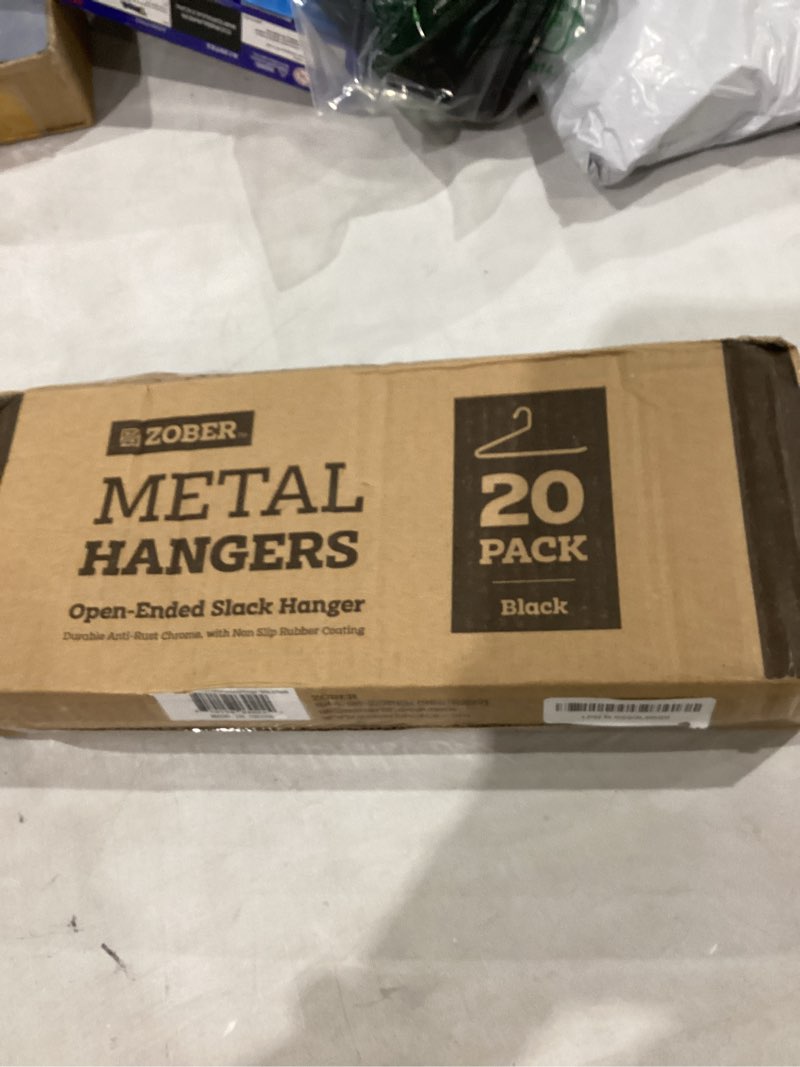 ZOBER
METAL
HANGERS
Open-Ended Slack Hanger
Durable Anti-Rust Chrome, with Non Slip Rubber Coating
20
PACK
Black
ZOBER